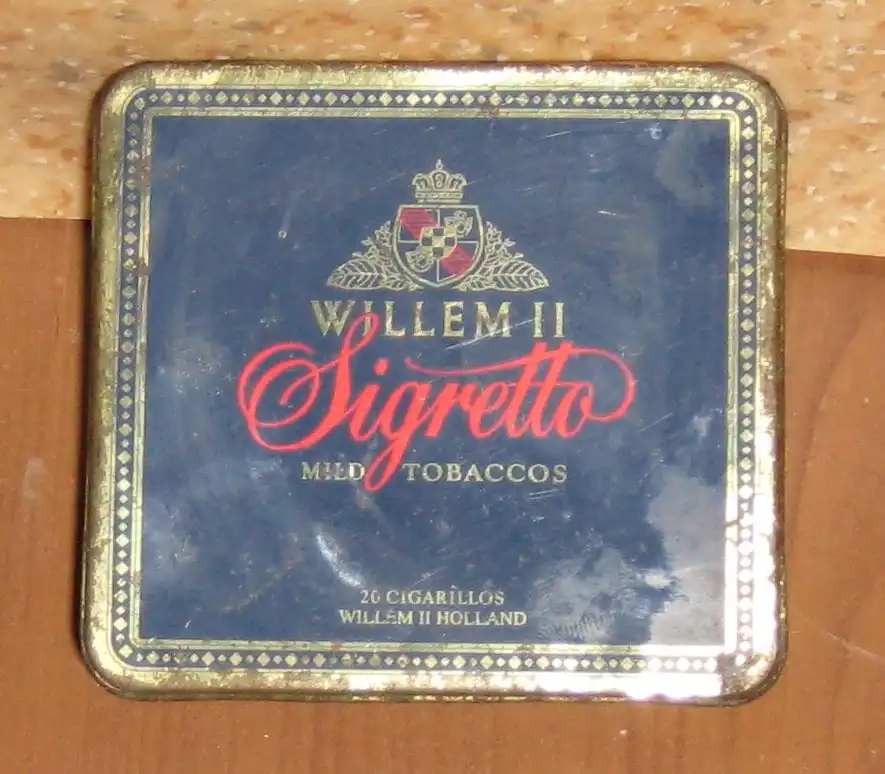 WILLEM II
Sigretto
MILD TOBACCOS
20 CIGARILLOS
WILLEM II HOLLAND